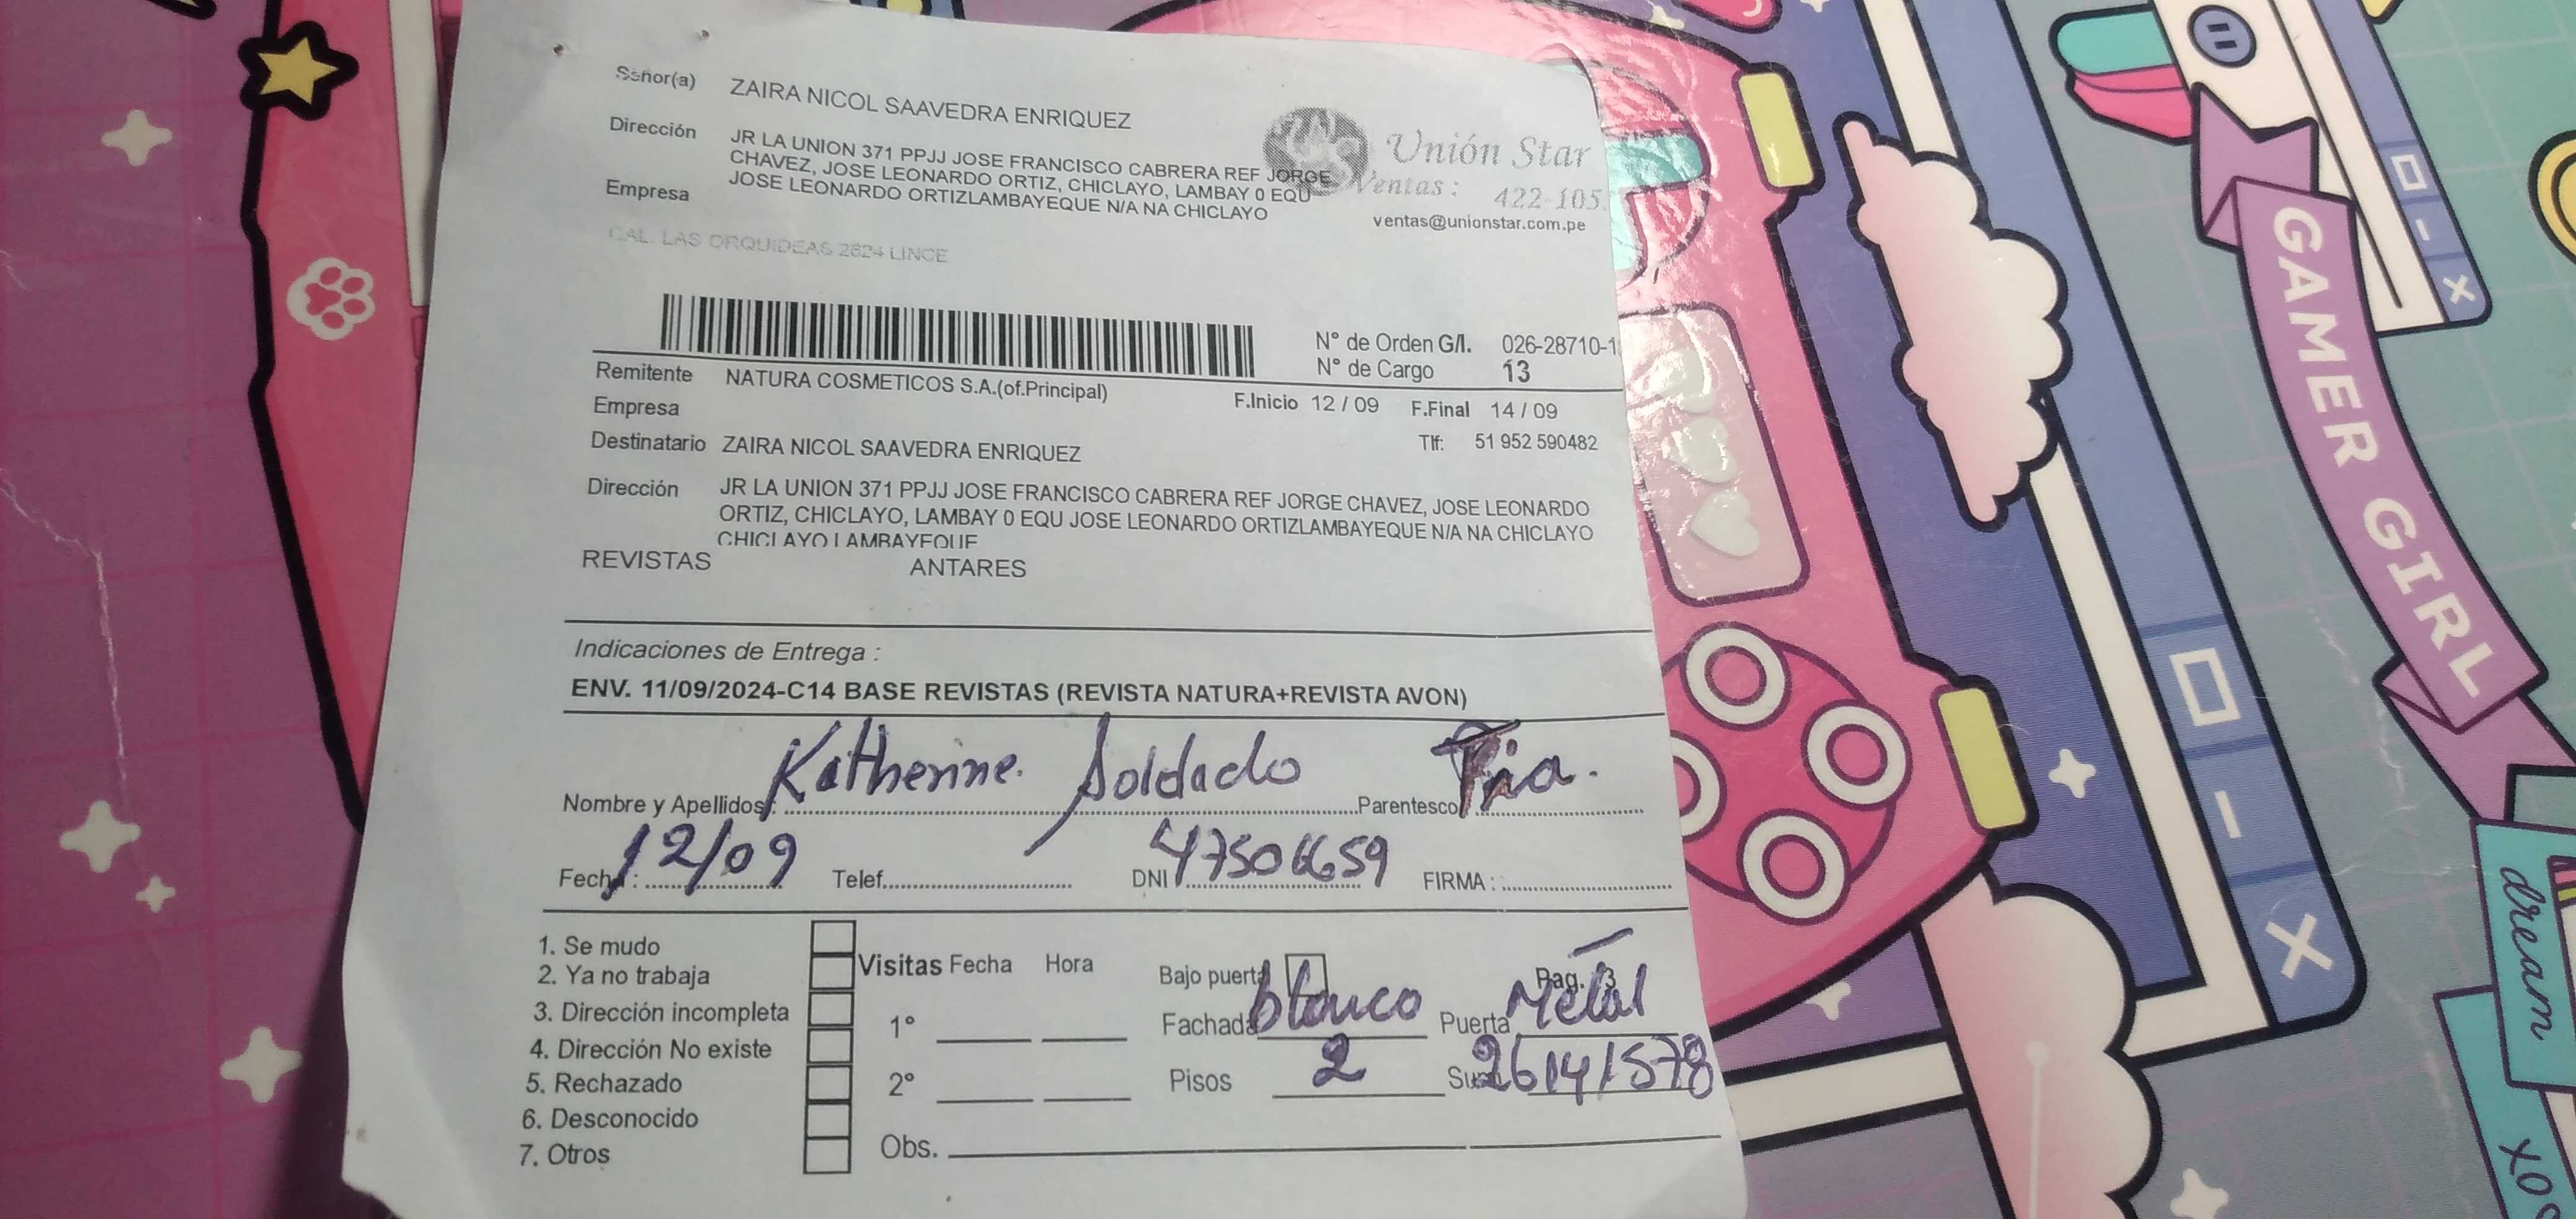 Señor(a) ZAIRA NICOL SAAVEDRA ENRIQUEZ
Dirección JR LA UNION 371 PPJJ JOSE FRANCISCO CABRERA REF JORGE
CHAVEZ, JOSE LEONARDO ORTIZ, CHICLAYO, LAMBAY 0 EQU
Empresa JOSE LEONARDO ORTIZLAMBAYEQUE N/A NA CHICLAYO
Unión Star
Ventas : 422-105
ventas@unionstar.com.pe
CAL. LAS ORQUIDEAS 2624 LINCE
N° de Orden G/I. 026-28710-1
N° de Cargo 13
Remitente NATURA COSMETICOS S.A.(of.Principal)
F.Inicio 12 / 09 F.Final 14 / 09
Empresa
Destinatario ZAIRA NICOL SAAVEDRA ENRIQUEZ
Tlf: 51 952 590482
Dirección JR LA UNION 371 PPJJ JOSE FRANCISCO CABRERA REF JORGE CHAVEZ, JOSE LEONARDO
ORTIZ, CHICLAYO, LAMBAY 0 EQU JOSE LEONARDO ORTIZLAMBAYEQUE N/A NA CHICLAYO
CHICLAYO LAMBAYEQUE
REVISTAS ANTARES
Indicaciones de Entrega :
ENV. 11/09/2024-C14 BASE REVISTAS (REVISTA NATURA+REVISTA AVON)
Nombre y Apellidos: Katherine Soldado Parentesco Tia.
Fecha: 12/09 Telef. DNI 47506659 FIRMA :
1. Se mudo
2. Ya no trabaja
3. Dirección incompleta
4. Dirección No existe
5. Rechazado
6. Desconocido
7. Otros
Visitas Fecha Hora
1°
2°
Obs.
Bajo puerta Pag. 13
Fachada blanco Puerta Metal
Pisos 2 26141578
GAMER GIRL
dream
XOX